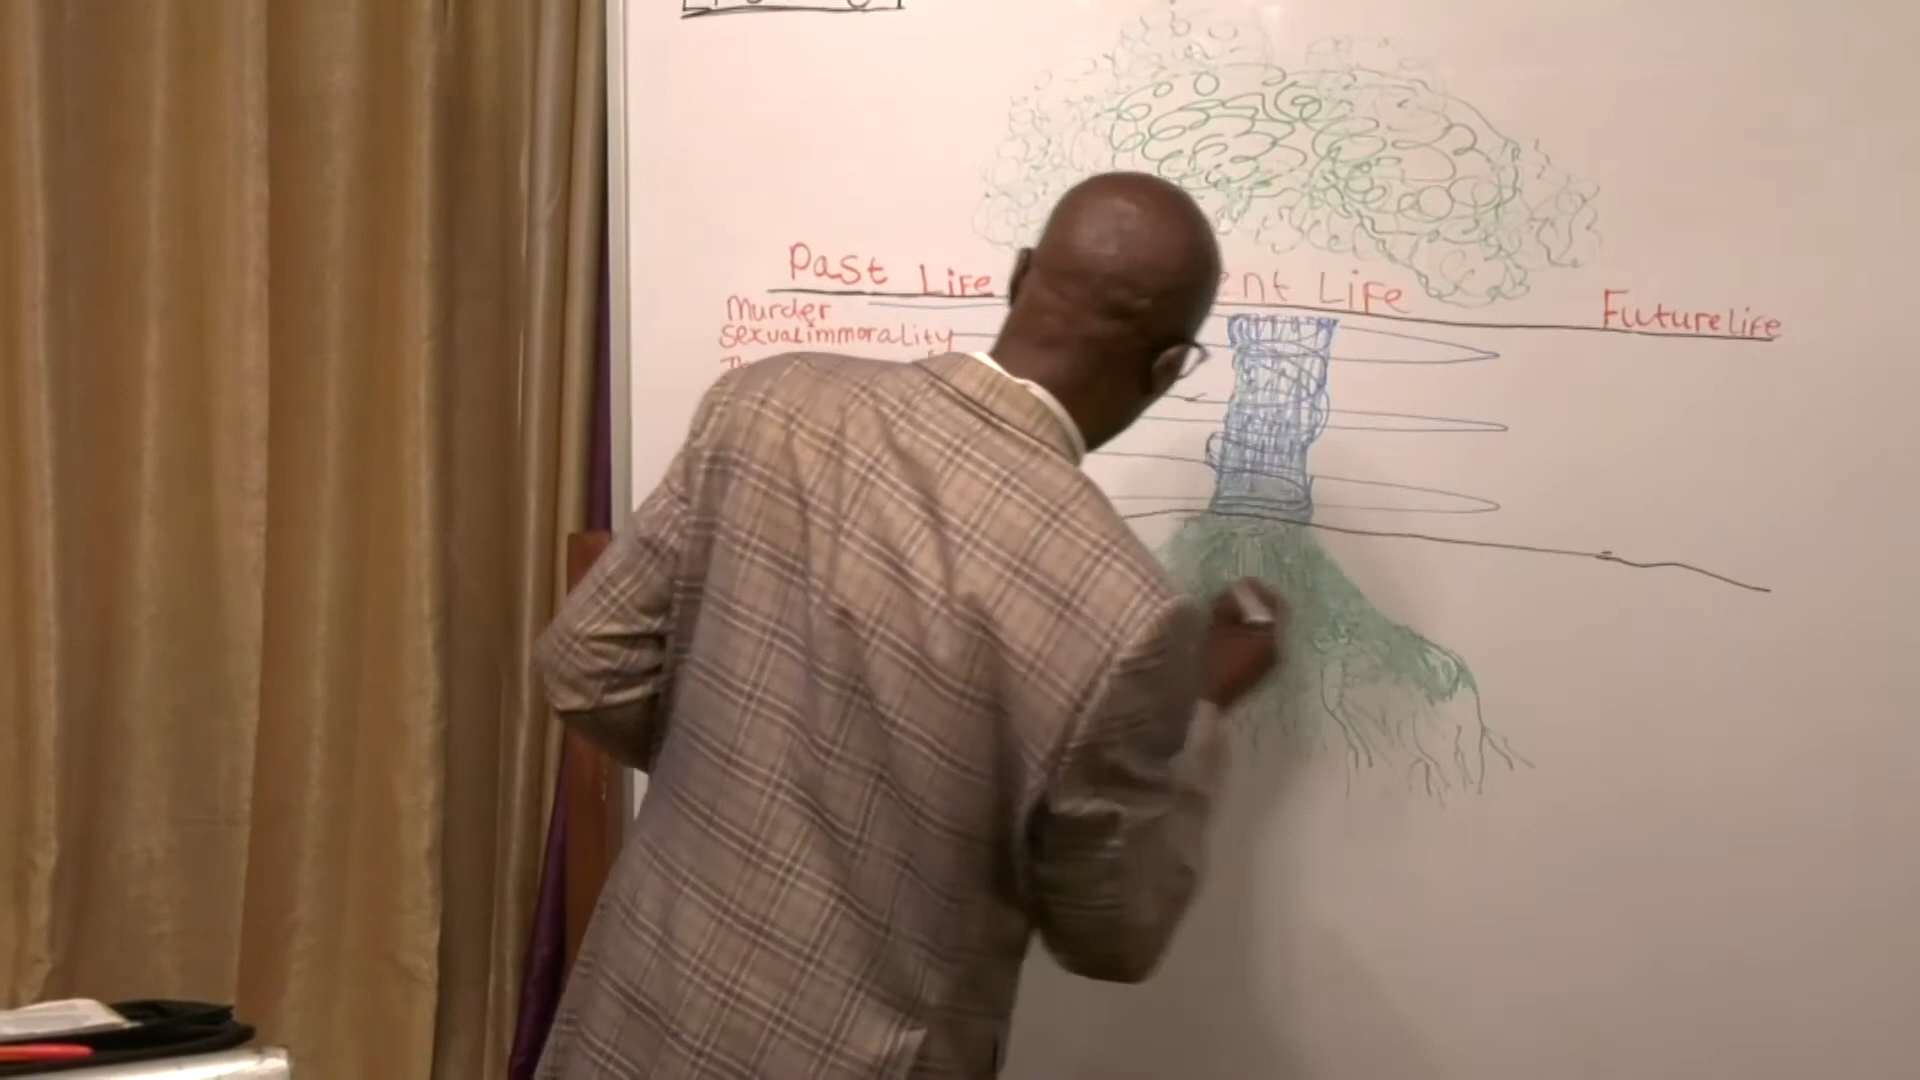 Past Life
ent Life
Future life
Murder
Sexual immorality